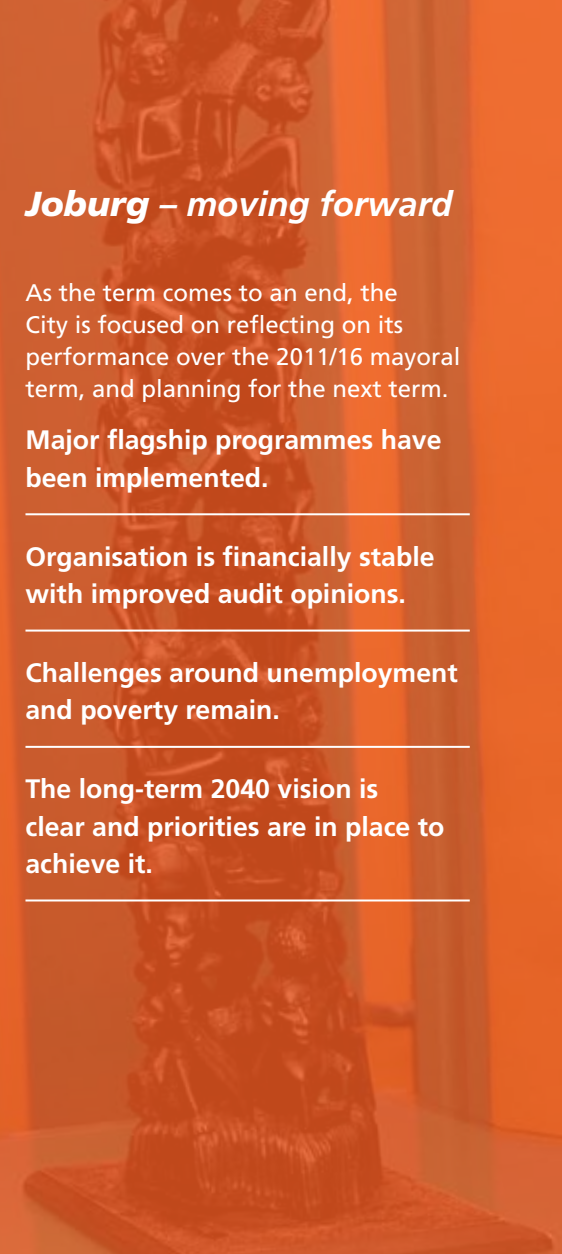 Joburg – moving forward
As the term comes to an end, the
City is focused on reflecting on its
performance over the 2011/16 mayoral
term, and planning for the next term.
Major flagship programmes have
been implemented.
Organisation is financially stable
with improved audit opinions.
Challenges around unemployment
and poverty remain.
The long-term 2040 vision is
clear and priorities are in place to
achieve it.